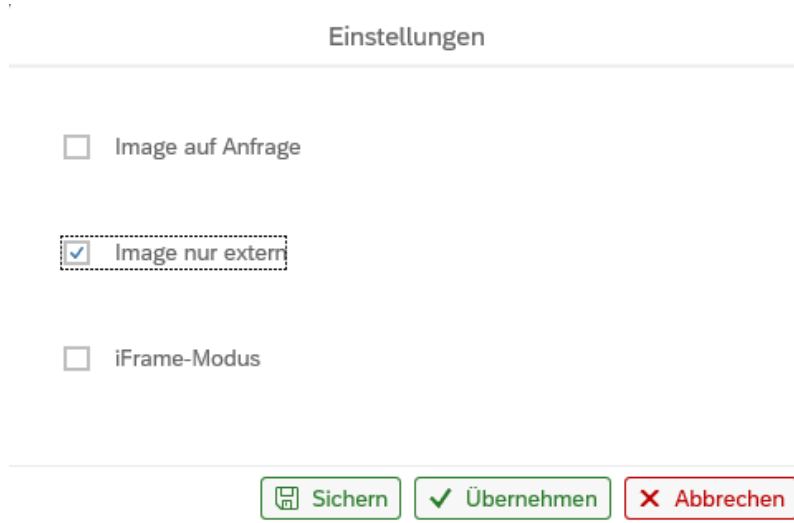 Einstellungen
Image auf Anfrage
Image nur extern
iFrame-Modus
Sichern Übernehmen Abbrechen